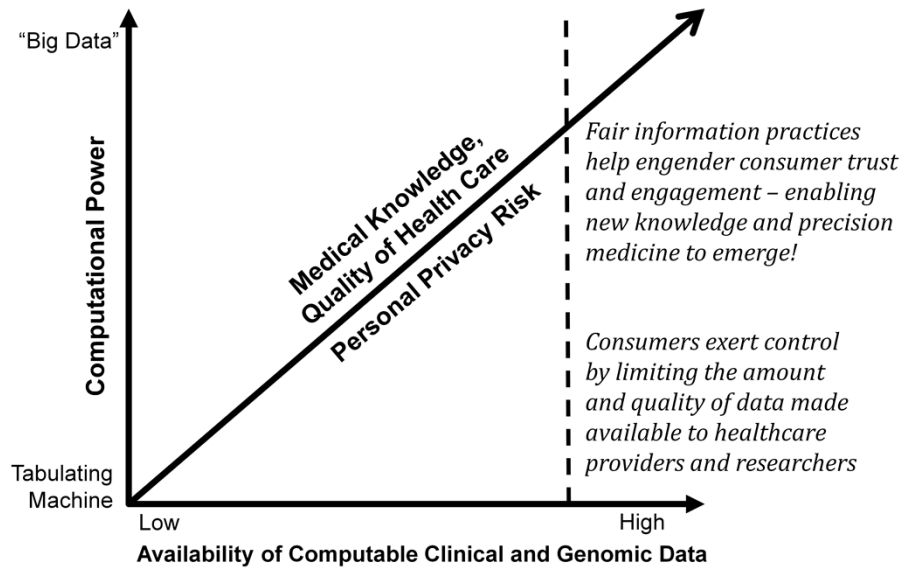 “Big Data”
Computational Power
Tabulating
Machine
Medical Knowledge,
Quality of Health Care
Personal Privacy Risk
Fair information practices
help engender consumer trust
and engagement – enabling
new knowledge and precision
medicine to emerge!
Consumers exert control
by limiting the amount
and quality of data made
available to healthcare
providers and researchers
Low
High
Availability of Computable Clinical and Genomic Data